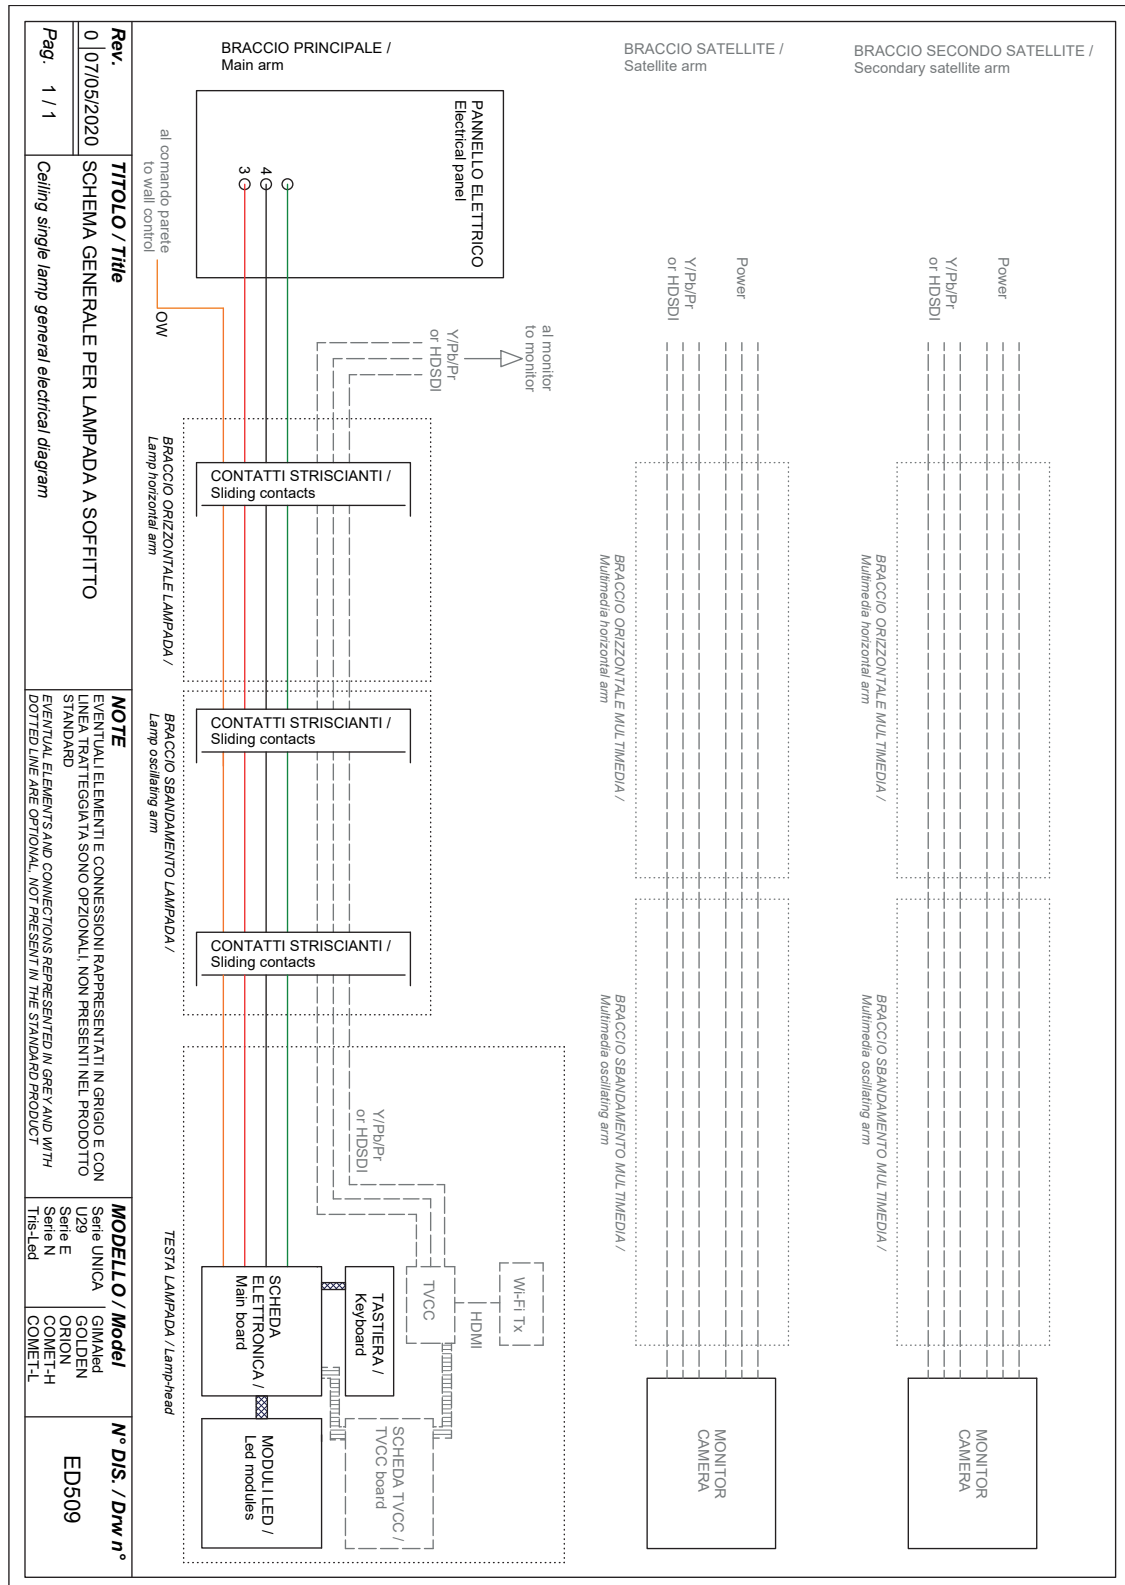 BRACCIO PRINCIPALE /
Main arm
BRACCIO SATELLITE /
Satellite arm
BRACCIO SECONDO SATELLITE /
Secondary satellite arm
PANNELLO ELETTRICO
Electrical panel
4
3
al comando parete
to wall control
OW
Y/Pb/Pr
or HDSDI
al monitor
to monitor
Power
Y/Pb/Pr
or HDSDI
Power
Y/Pb/Pr
or HDSDI
CONTATTI STRISCIANTI /
Sliding contacts
BRACCIO ORIZZONTALE LAMPADA /
Lamp horizontal arm
CONTATTI STRISCIANTI /
Sliding contacts
BRACCIO SBANDAMENTO LAMPADA /
Lamp oscillating arm
CONTATTI STRISCIANTI /
Sliding contacts
BRACCIO ORIZZONTALE MULTIMEDIA /
Multimedia horizontal arm
BRACCIO ORIZZONTALE MULTIMEDIA /
Multimedia horizontal arm
BRACCIO SBANDAMENTO MULTIMEDIA /
Multimedia oscillating arm
BRACCIO SBANDAMENTO MULTIMEDIA /
Multimedia oscillating arm
Y/Pb/Pr
or HDSDI
TESTA LAMPADA / Lamp-head
SCHEDA
ELETTRONICA /
Main board
TASTIERA /
Keyboard
TVCC
HDMI
Wi-Fi Tx
MODULI LED /
Led modules
SCHEDA TVCC /
TVCC board
MONITOR
CAMERA
MONITOR
CAMERA
Rev.
0 07/05/2020
Pag. 1 / 1
TITOLO / Title
SCHEMA GENERALE PER LAMPADA A SOFFITTO
Ceiling single lamp general electrical diagram
NOTE
EVENTUALI ELEMENTI E CONNESSIONI RAPPRESENTATI IN GRIGIO E CON
LINEA TRATTEGGIATA SONO OPZIONALI, NON PRESENTI NEL PRODOTTO
STANDARD
EVENTUAL ELEMENTS AND CONNECTIONS REPRESENTED IN GREY AND WITH
DOTTED LINE ARE OPTIONAL, NOT PRESENT IN THE STANDARD PRODUCT
MODELLO / Model
Serie UNICA
U29
Serie E
Serie N
Tris-Led
GIMAled
GOLDEN
ORION
COMET-H
COMET-L
N° DIS. / Drw n°
ED509